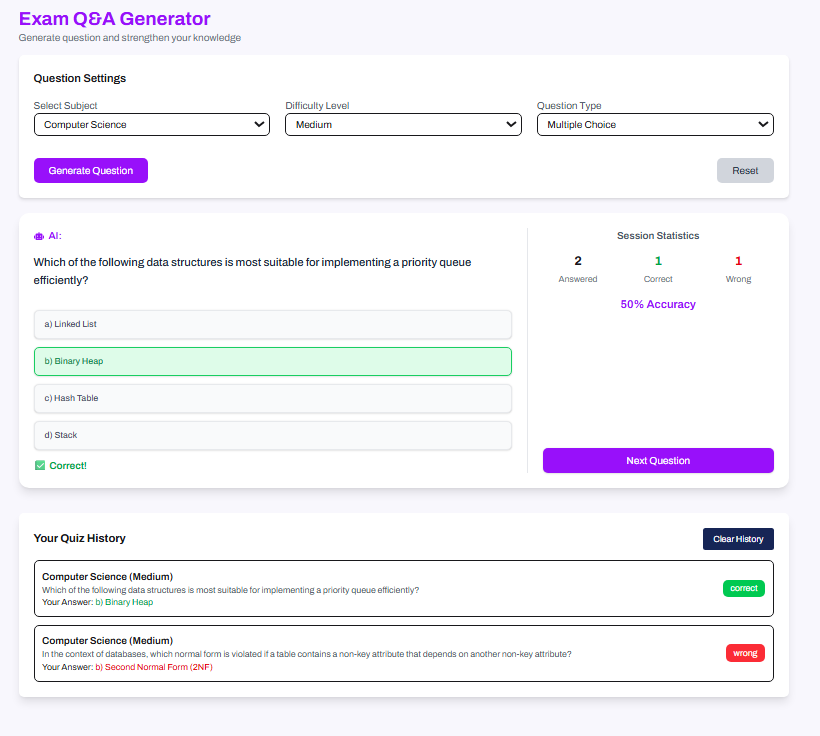 Exam Q&A Generator
Generate question and strengthen your knowledge
Question Settings
Select Subject
Computer Science
Difficulty Level
Medium
Question Type
Multiple Choice
Generate Question
Reset
AI:
Which of the following data structures is most suitable for implementing a priority queue
efficiently?
a) Linked List
b) Binary Heap
c) Hash Table
d) Stack
Correct!
Session Statistics
2
Answered
1
Correct
1
Wrong
50% Accuracy
Next Question
Your Quiz History
Clear History
Computer Science (Medium)
Which of the following data structures is most suitable for implementing a priority queue efficiently?
Your Answer: b) Binary Heap
correct
Computer Science (Medium)
In the context of databases, which normal form is violated if a table contains a non-key attribute that depends on another non-key attribute?
Your Answer: b) Second Normal Form (2NF)
wrong